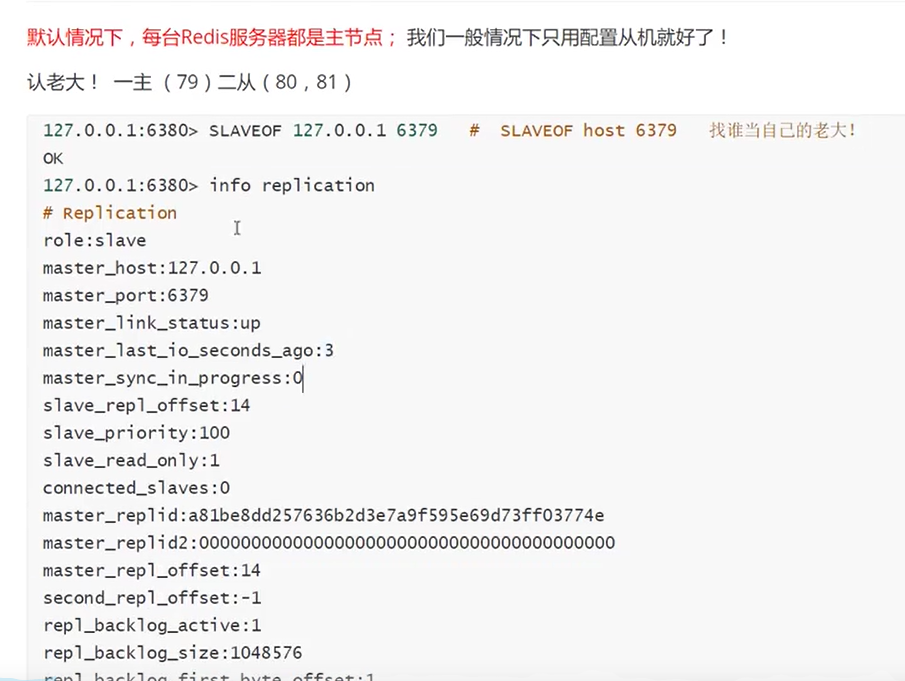 默认情况下，每台Redis服务器都是主节点； 我们一般情况下只用配置从机就好了！
认老大！ 一主 （79）二从（80，81）
127.0.0.1:6380> SLAVEOF 127.0.0.1 6379   #  SLAVEOF host 6379   找谁当自己的老大！
OK
127.0.0.1:6380> info replication
# Replication
role:slave
master_host:127.0.0.1
master_port:6379
master_link_status:up
master_last_io_seconds_ago:3
master_sync_in_progress:0
slave_repl_offset:14
slave_priority:100
slave_read_only:1
connected_slaves:0
master_replid:a81be8dd257636b2d3e7a9f595e69d73ff03774e
master_replid2:0000000000000000000000000000000000000000
master_repl_offset:14
second_repl_offset:-1
repl_backlog_active:1
repl_backlog_size:1048576
repl_backlog_first_byte_offset:1